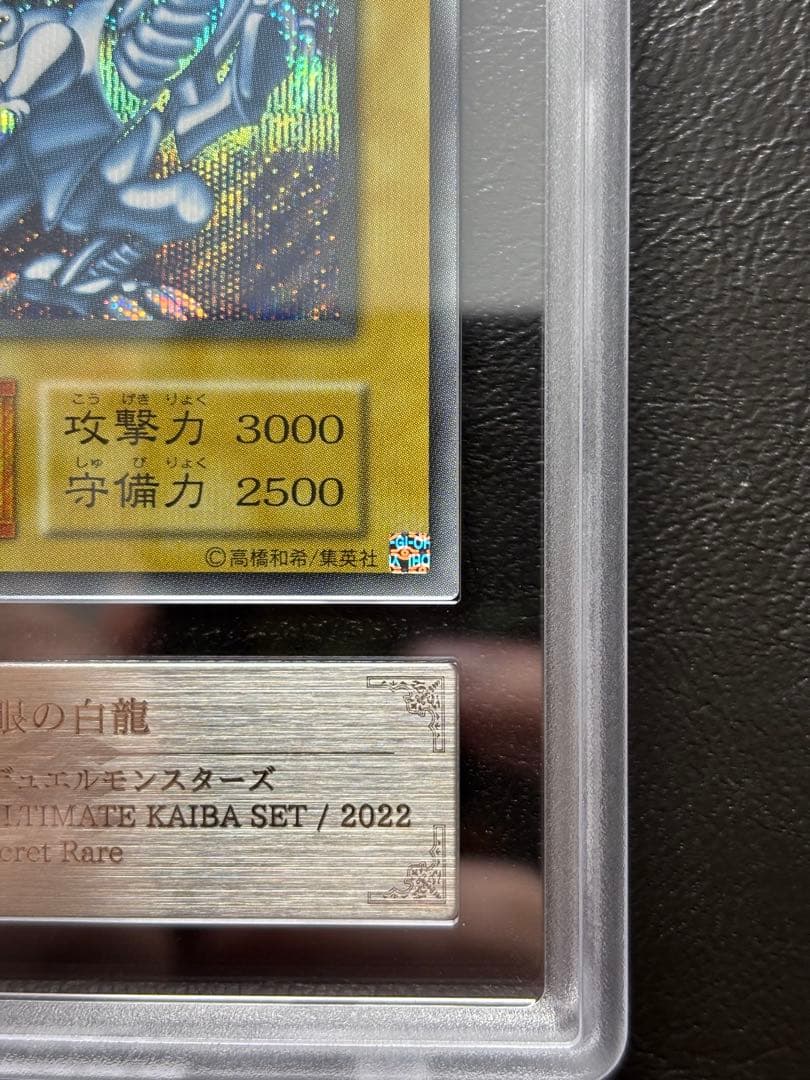 こう げき りょく
攻撃力 3000
しゅ び りょく
守備力 2500
©高橋和希/集英社
眼の白龍
デュエルモンスターズ
ULTIMATE KAIBA SET / 2022
cret Rare